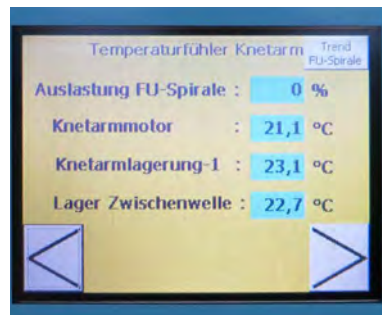 Temperaturfühler Knetarm
Trend
FU-Spirale
Auslastung FU-Spirale : 0 %
Knetarmmotor : 21,1 °C
Knetarmlagerung-1 : 23,1 °C
Lager Zwischenwelle : 22,7 °C